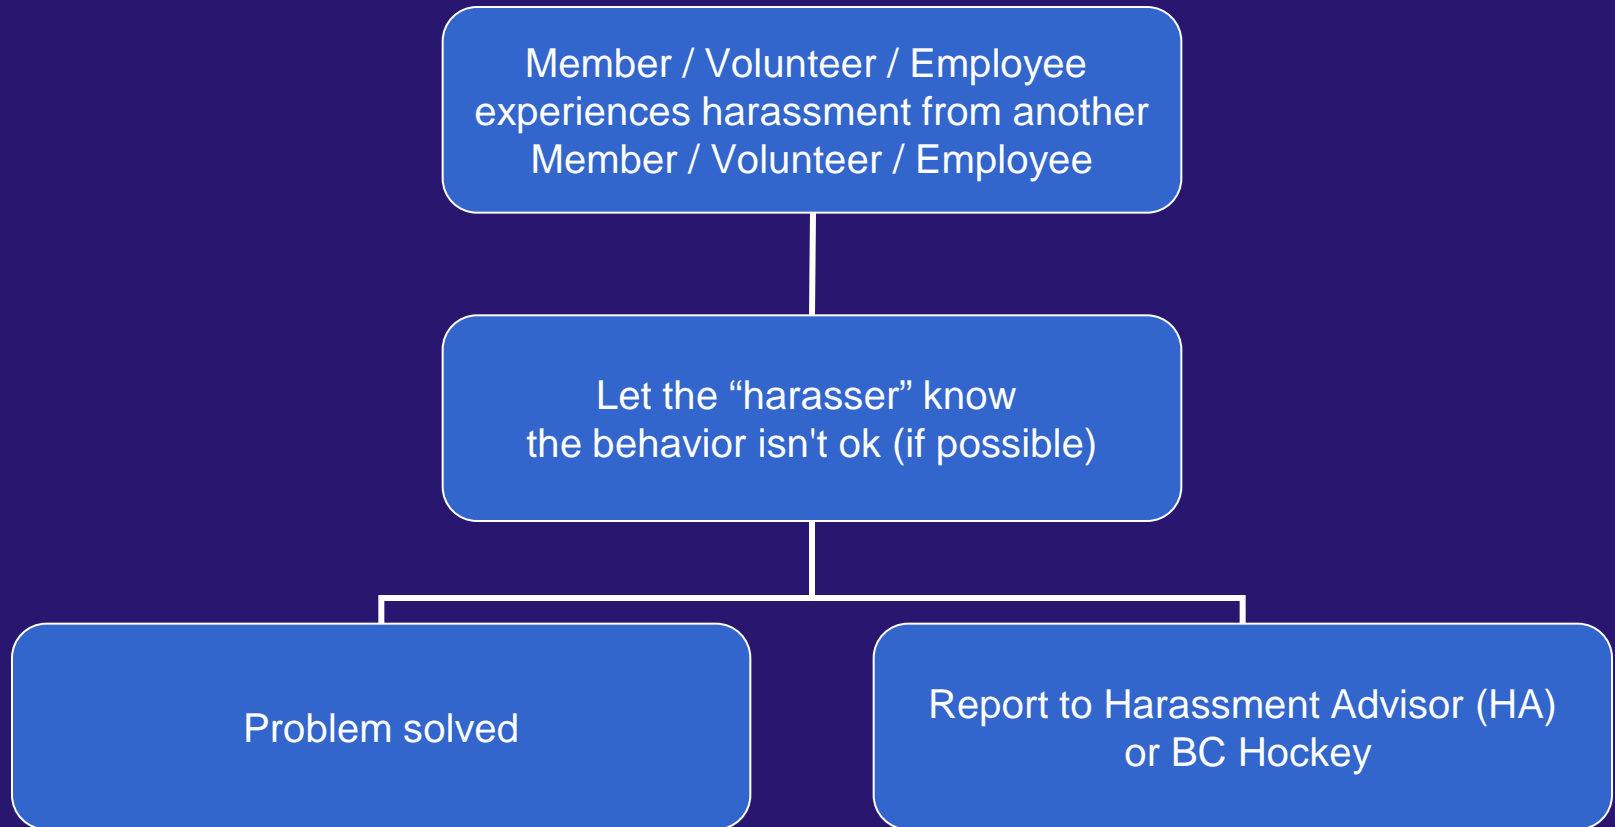 Member / Volunteer / Employee
experiences harassment from another
Member / Volunteer / Employee
Let the “harasser” know
the behavior isn't ok (if possible)
Problem solved
Report to Harassment Advisor (HA)
or BC Hockey